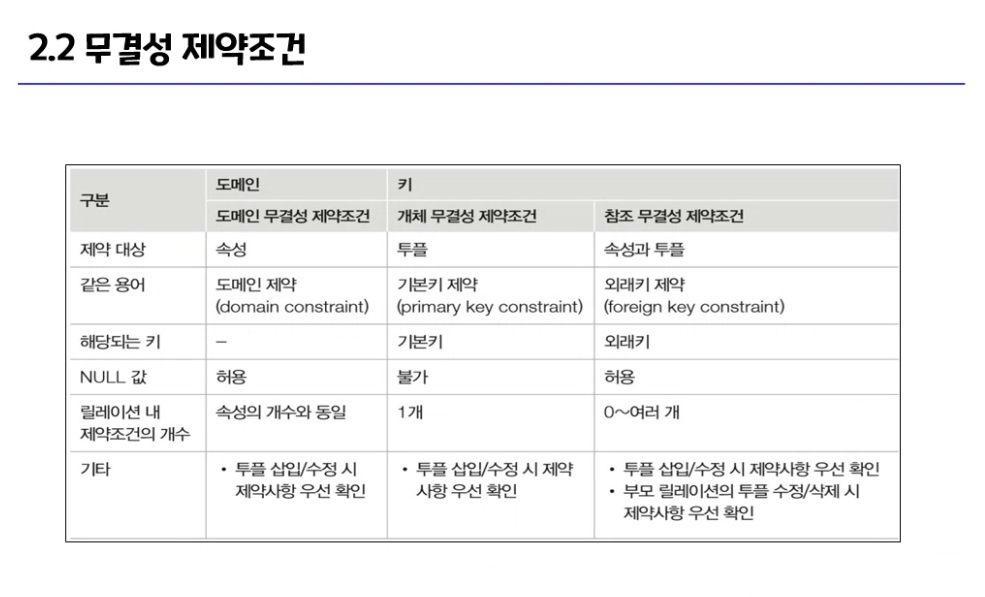 2.2 무결성 제약조건
구분
도메인
키
도메인 무결성 제약조건
개체 무결성 제약조건
참조 무결성 제약조건
제약 대상
속성
투플
속성과 투플
같은 용어
도메인 제약
(domain constraint)
기본키 제약
(primary key constraint)
외래키 제약
(foreign key constraint)
해당되는 키
–
기본키
외래키
NULL 값
허용
불가
허용
릴레이션 내
제약조건의 개수
속성의 개수와 동일
1개
0~여러 개
기타
• 투플 삽입/수정 시
제약사항 우선 확인
• 투플 삽입/수정 시 제약
사항 우선 확인
• 투플 삽입/수정 시 제약사항 우선 확인
• 부모 릴레이션의 투플 수정/삭제 시
제약사항 우선 확인